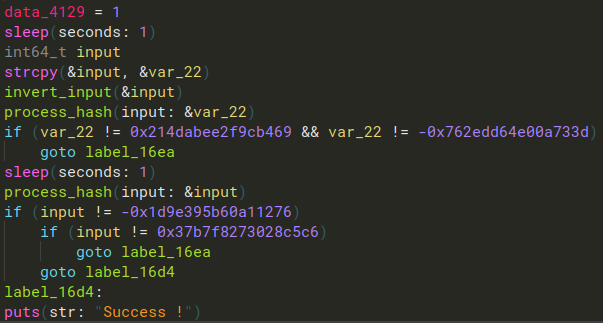 data_4129 = 1
sleep(seconds: 1)
int64_t input
strcpy(&input, &var_22)
invert_input(&input)
process_hash(input: &var_22)
if (var_22 != 0x214dabee2f9cb469 && var_22 != -0x762edd64e00a733d)
goto label_16ea
sleep(seconds: 1)
process_hash(input: &input)
if (input != -0x1d9e395b60a11276)
if (input != 0x37b7f8273028c5c6)
goto label_16ea
goto label_16d4
label_16d4:
puts(str: "Success !")